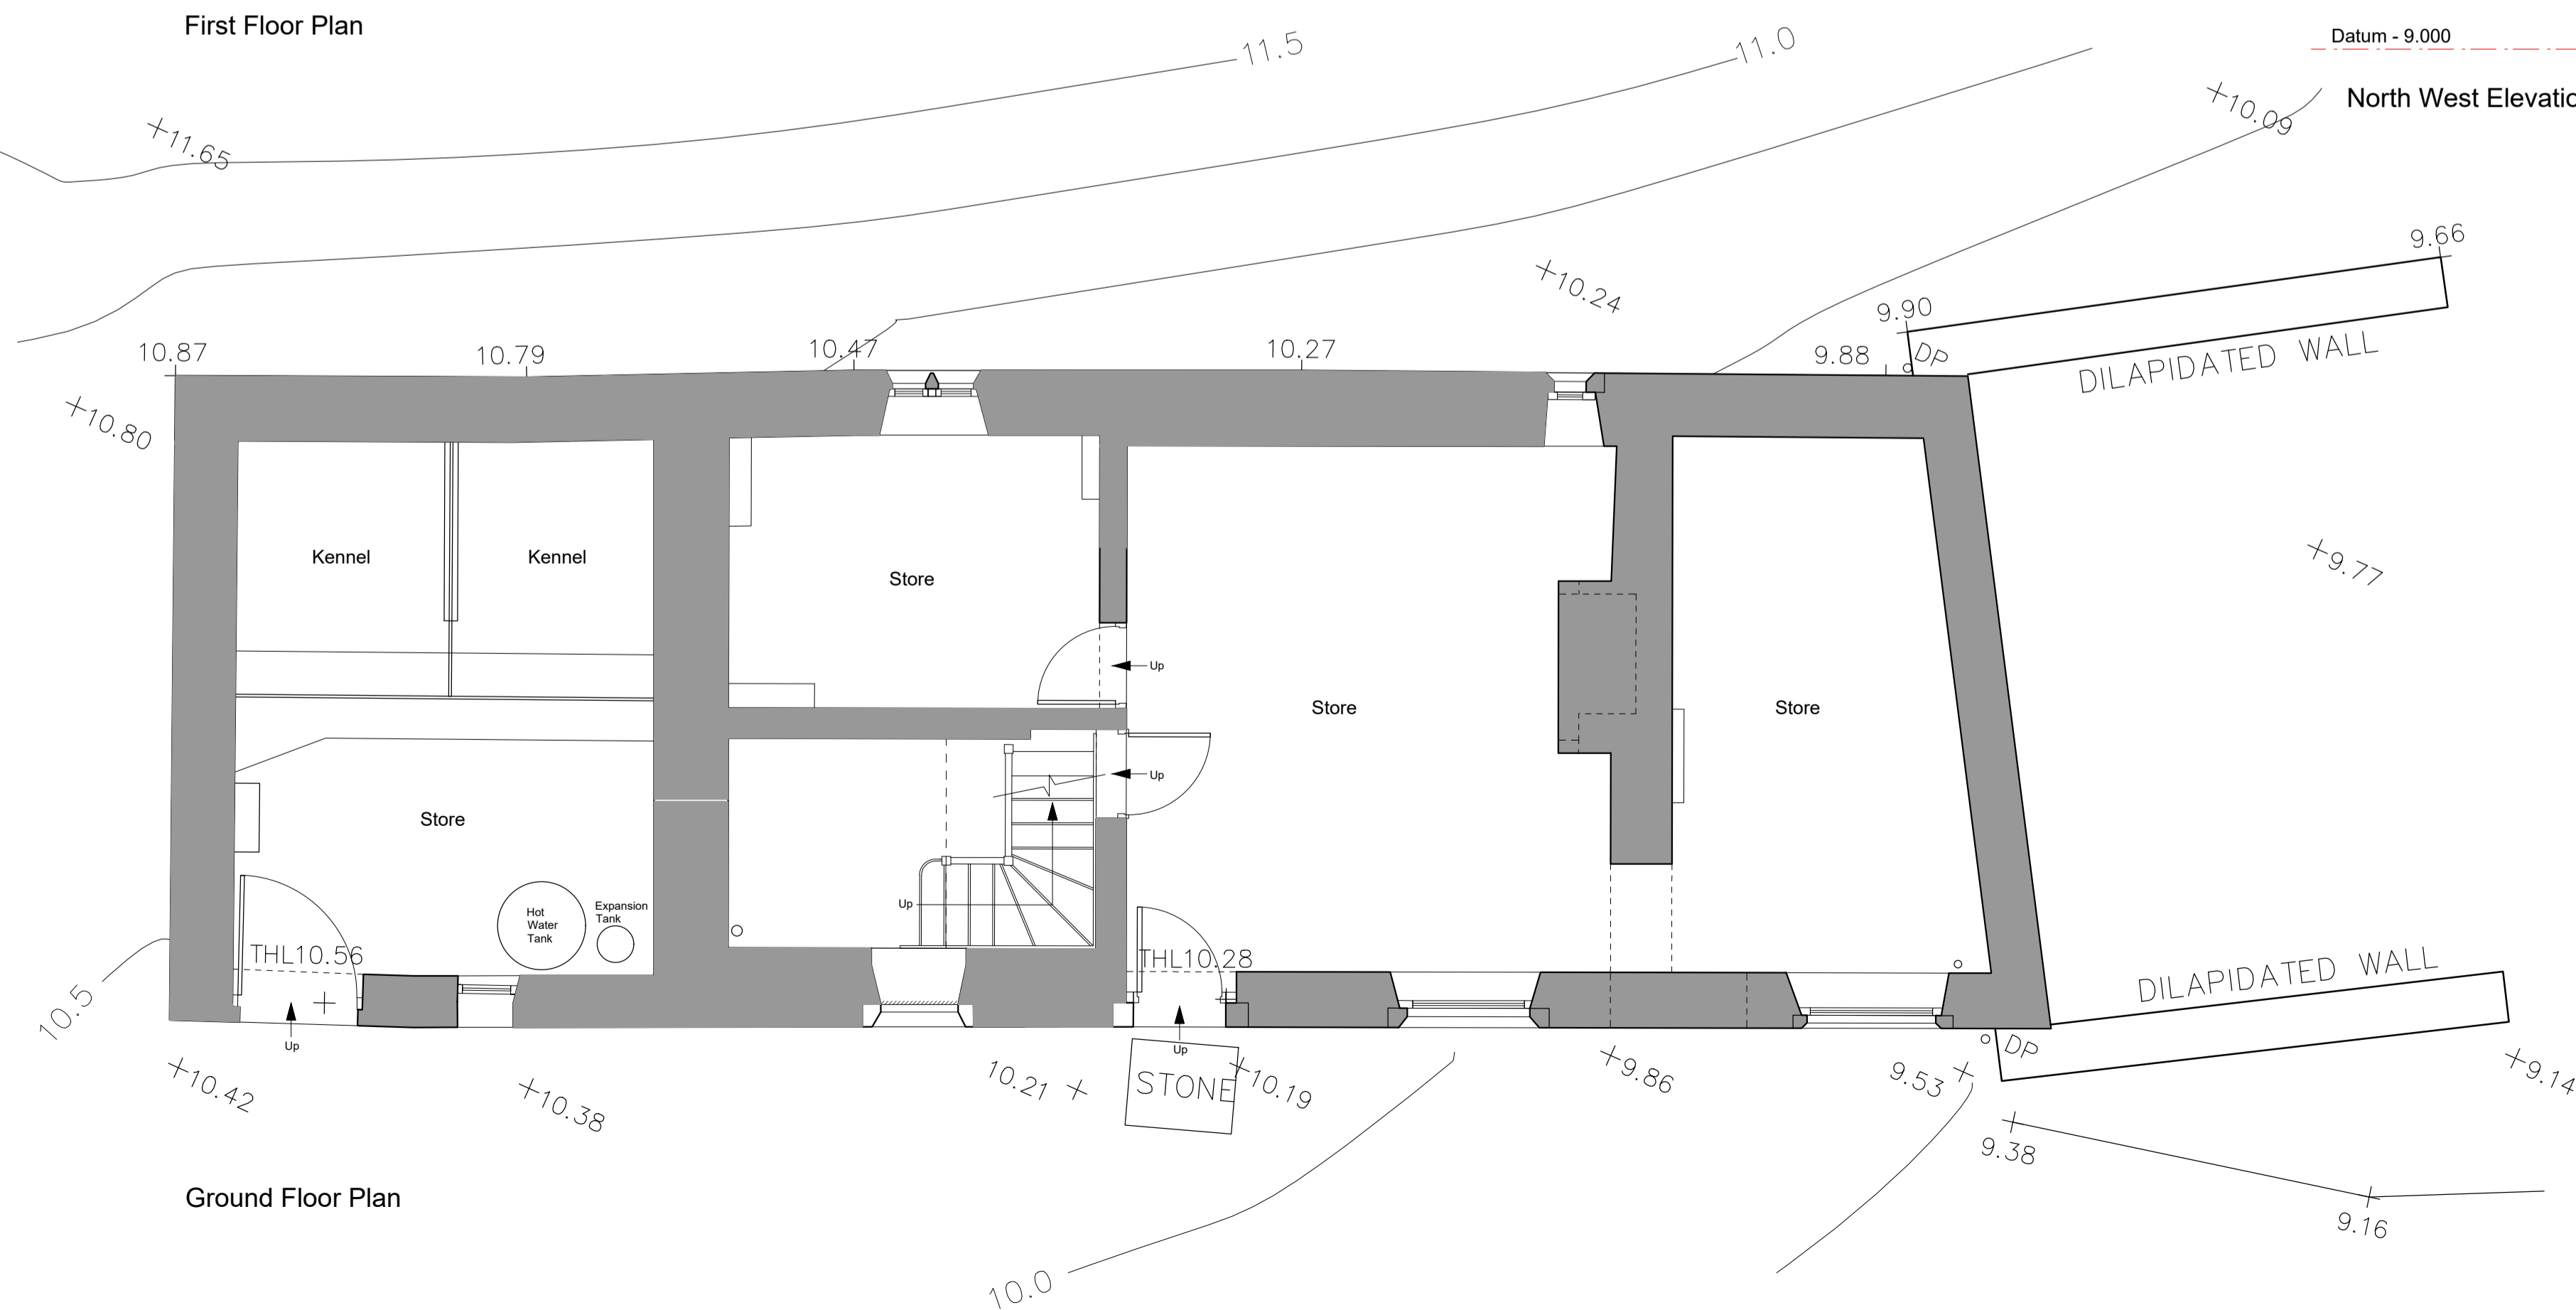 First Floor Plan
11.5
11.0
Datum - 9.000
North West Elevatio
11.65
10.09
9.66
10.24
9.90
10.87
10.79
10.47
10.27
9.88
DP
DILAPIDATED WALL
10.80
Kennel
Kennel
Store
9.77
Up
Store
Store
Up
Store
Up
Hot
Water
Tank
Expansion
Tank
THL10.56
THL10.28
DILAPIDATED WALL
10.5
Up
Up
DP
10.42
10.38
10.21
STONE
10.19
9.86
9.53
9.14
9.38
Ground Floor Plan
9.16
10.0